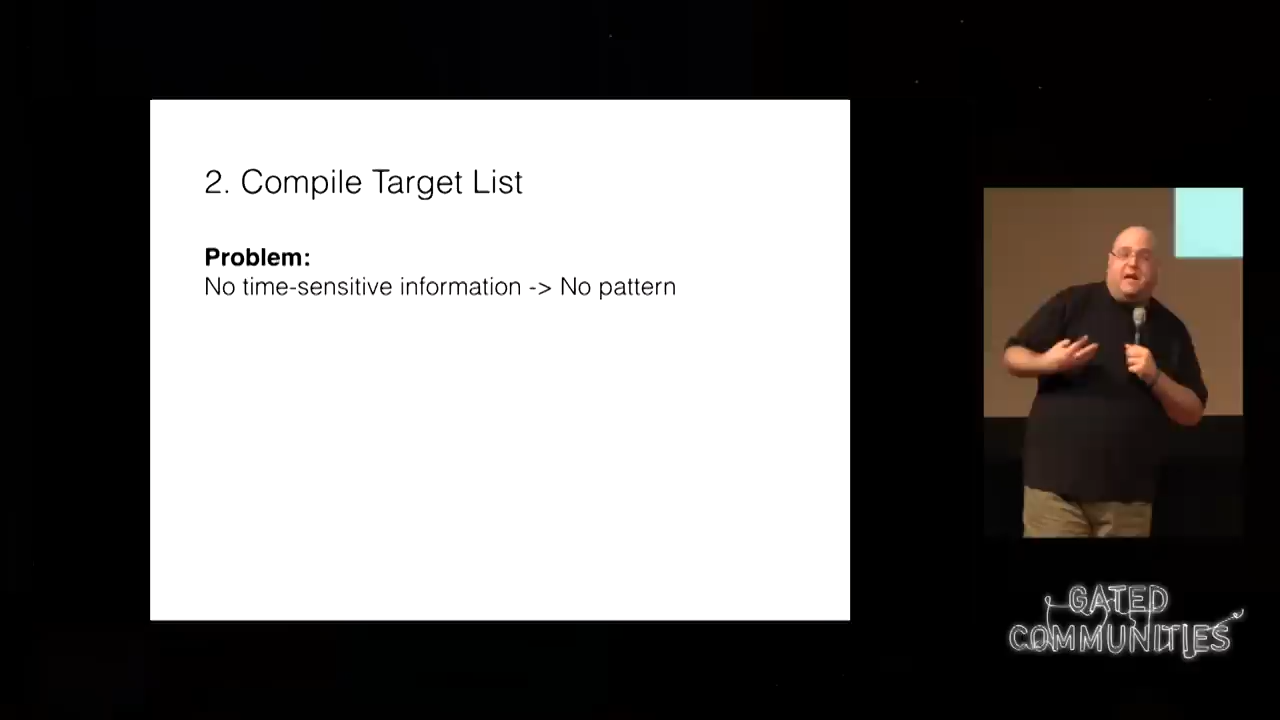 2. Compile Target List
Problem:
No time-sensitive information -> No pattern
GATED
COMMUNITIES